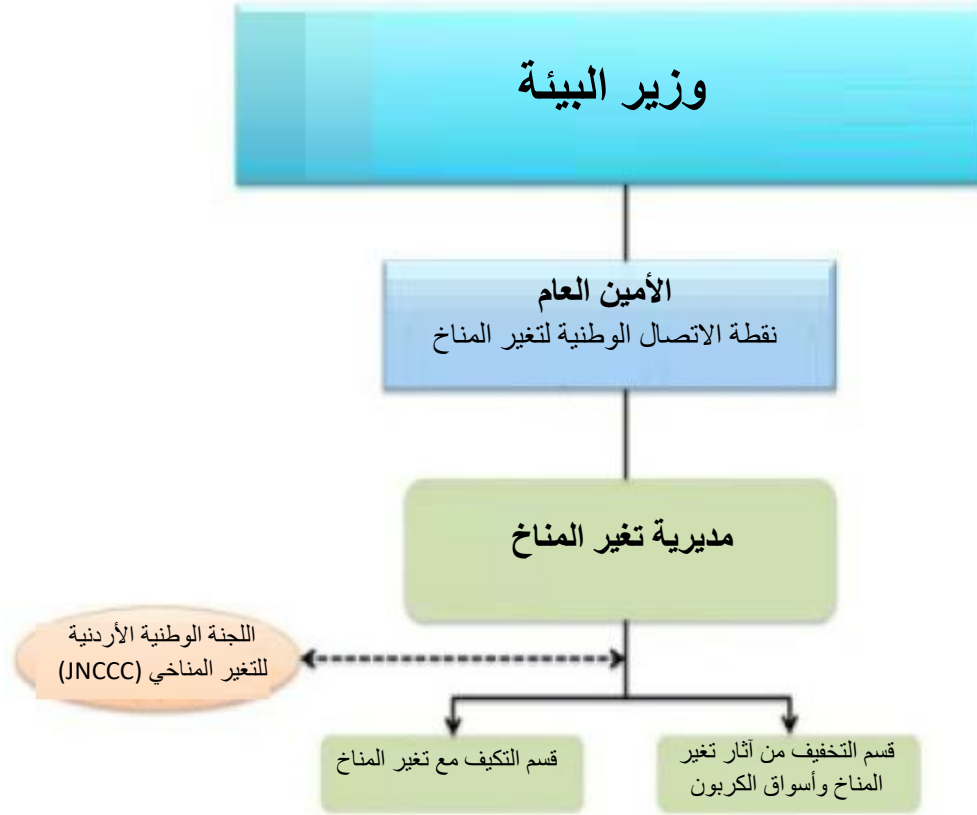 وزير البيئة
الأمين العام
نقطة الاتصال الوطنية لتغير المناخ
مديرية تغير المناخ
اللجنة الوطنية الأردنية
للتغير المناخي (JNCCC)
قسم التخفيف من آثار تغير
المناخ وأسواق الكربون
قسم التكيف مع تغير المناخ